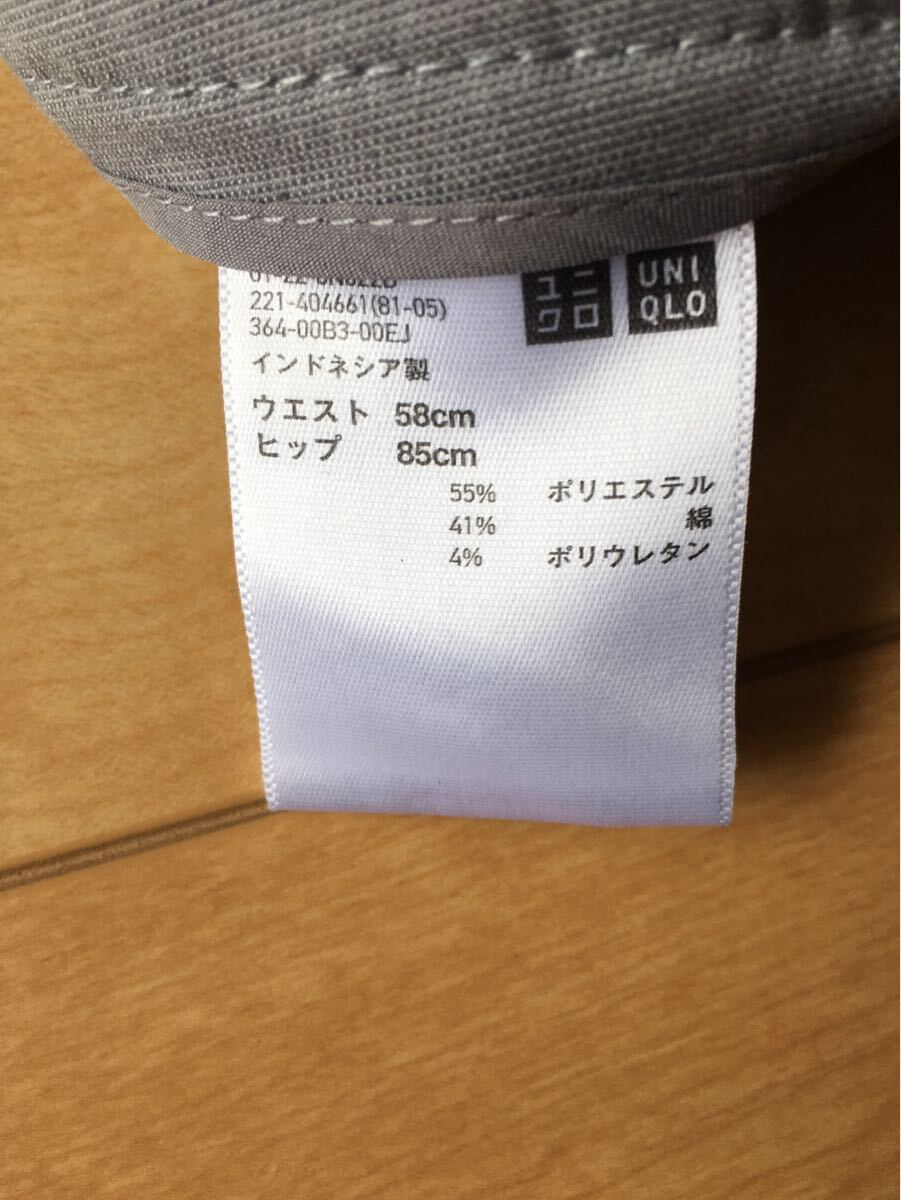 221-404661(81-05)
364-00B3-00EJ
ユニ
クロ
UNI
QLO
インドネシア製
ウエスト 58cm
ヒップ 85cm
55% ポリエステル
41% 綿
4% ポリウレタン